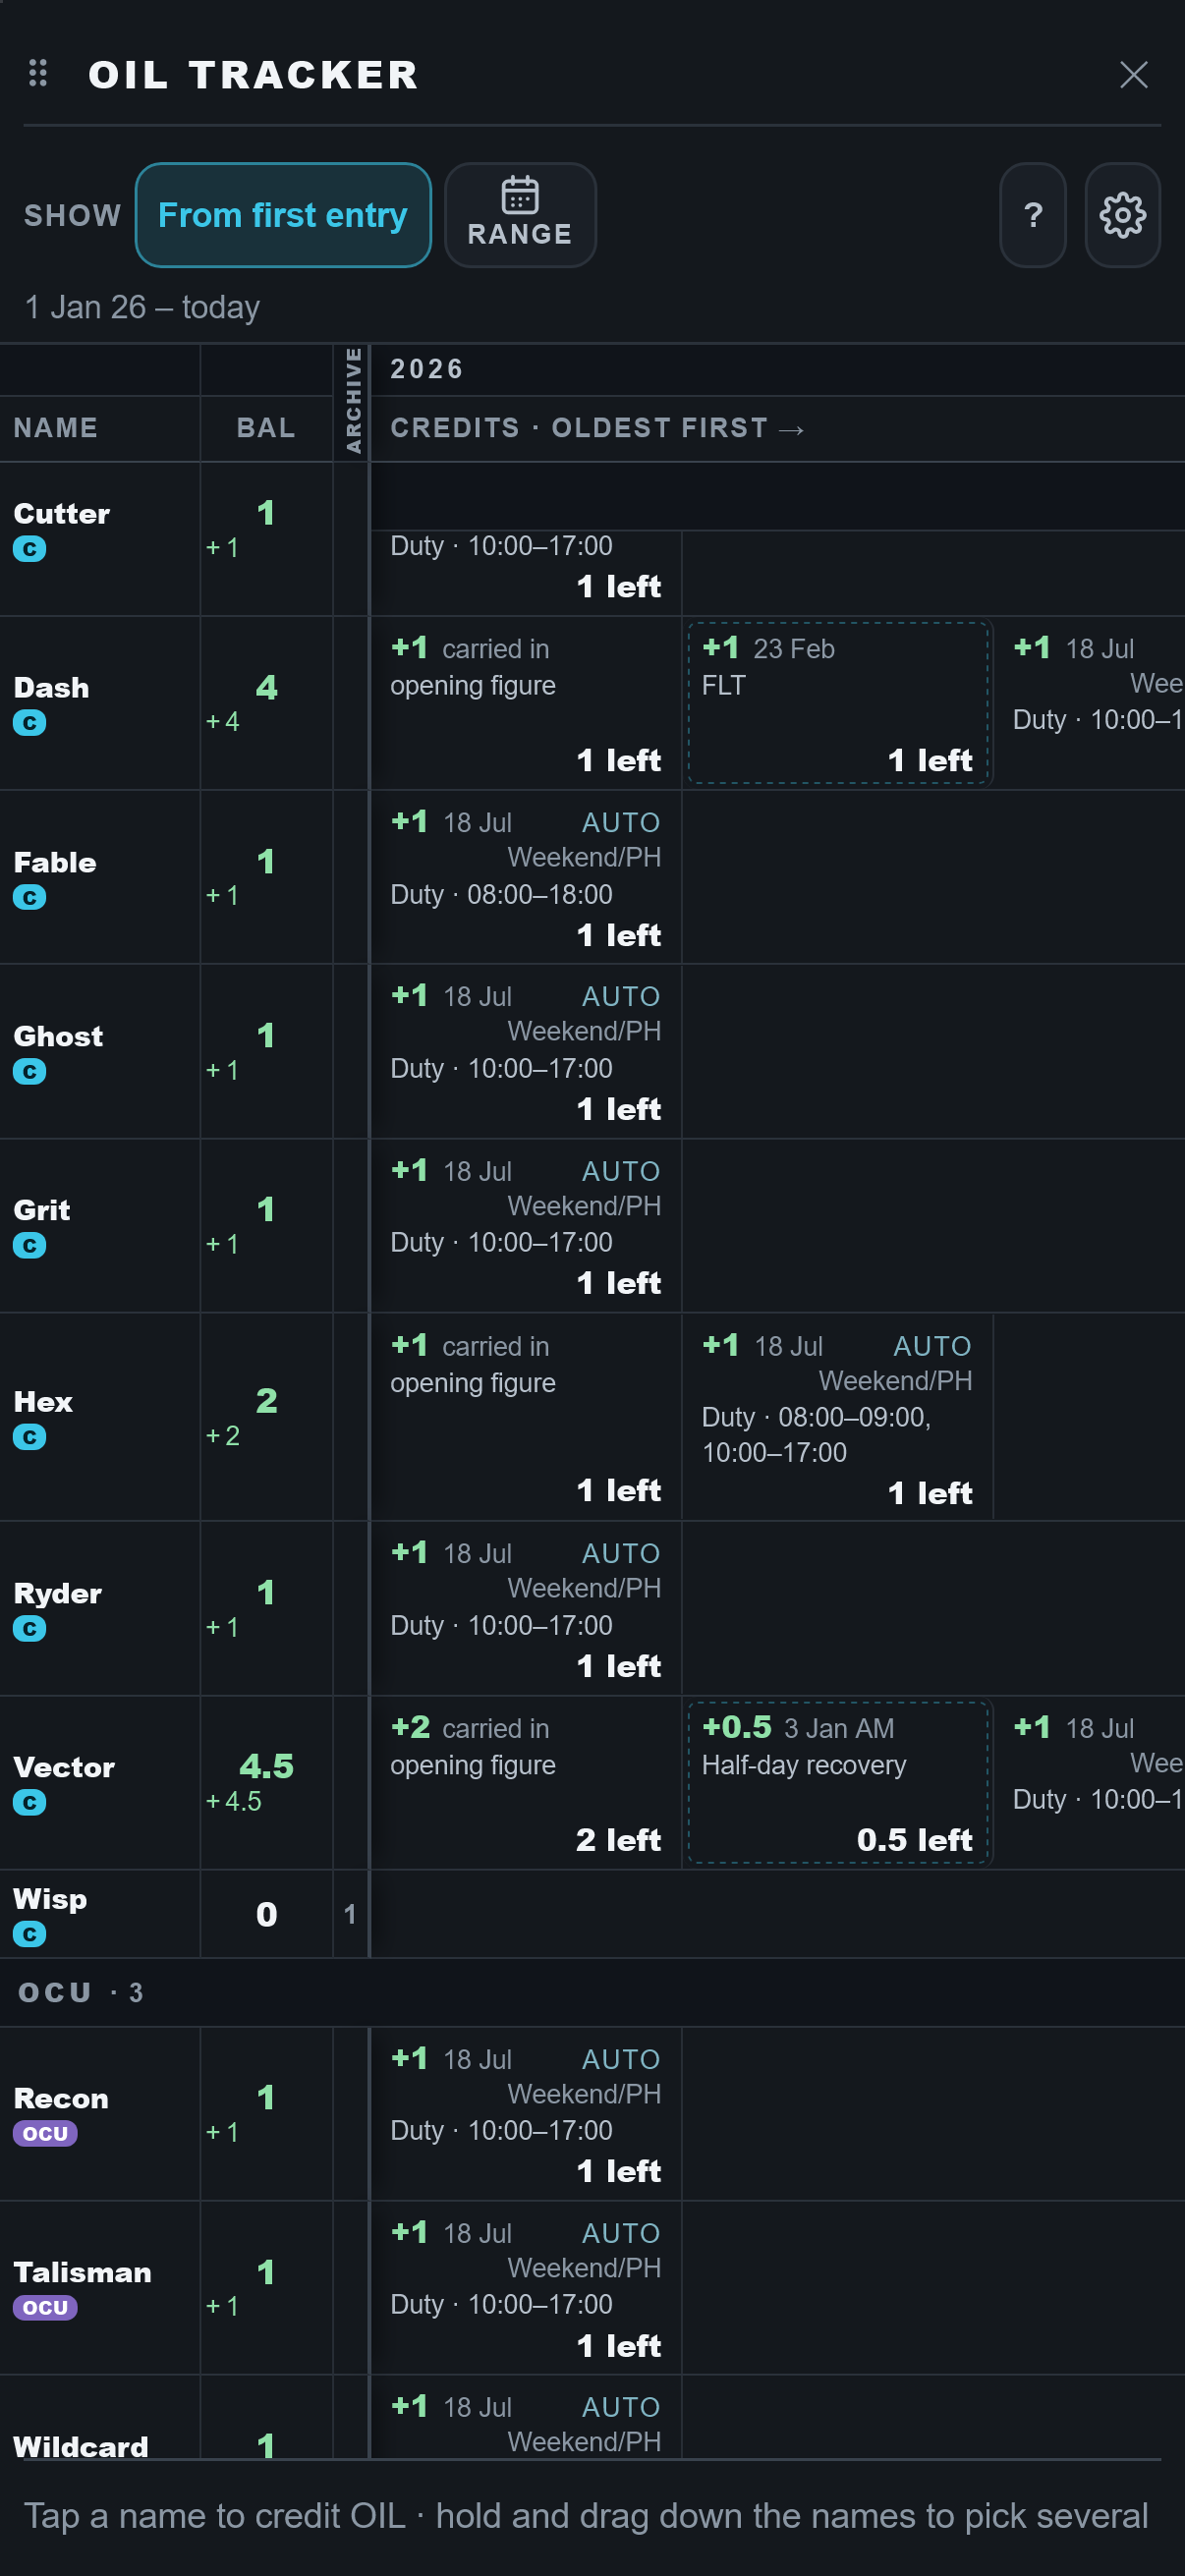 OIL TRACKER
SHOW From first entry RANGE ?
1 Jan 26 – today
ARCHIVE 2026
NAME BAL CREDITS · OLDEST FIRST →
Cutter 1
C +1 Duty · 10:00–17:00
1 left
+1 carried in +1 23 Feb +1 18 Jul
Dash 4 opening figure FLT Wee
C +4 Duty · 10:00–1
1 left 1 left
+1 18 Jul AUTO
Fable 1 Weekend/PH
C +1 Duty · 08:00–18:00
1 left
+1 18 Jul AUTO
Ghost 1 Weekend/PH
C +1 Duty · 10:00–17:00
1 left
+1 18 Jul AUTO
Grit 1 Weekend/PH
C +1 Duty · 10:00–17:00
1 left
+1 carried in +1 18 Jul AUTO
opening figure Weekend/PH
Hex 2 Duty · 08:00–09:00,
C +2 10:00–17:00
1 left 1 left
+1 18 Jul AUTO
Ryder 1 Weekend/PH
C +1 Duty · 10:00–17:00
1 left
+2 carried in +0.5 3 Jan AM +1 18 Jul
Vector 4.5 opening figure Half-day recovery Wee
C +4.5 Duty · 10:00–1
2 left 0.5 left
Wisp 0 1
C
OCU · 3
+1 18 Jul AUTO
Recon 1 Weekend/PH
OCU +1 Duty · 10:00–17:00
1 left
+1 18 Jul AUTO
Talisman 1 Weekend/PH
OCU +1 Duty · 10:00–17:00
1 left
+1 18 Jul AUTO
Wildcard 1 Weekend/PH
Tap a name to credit OIL · hold and drag down the names to pick several